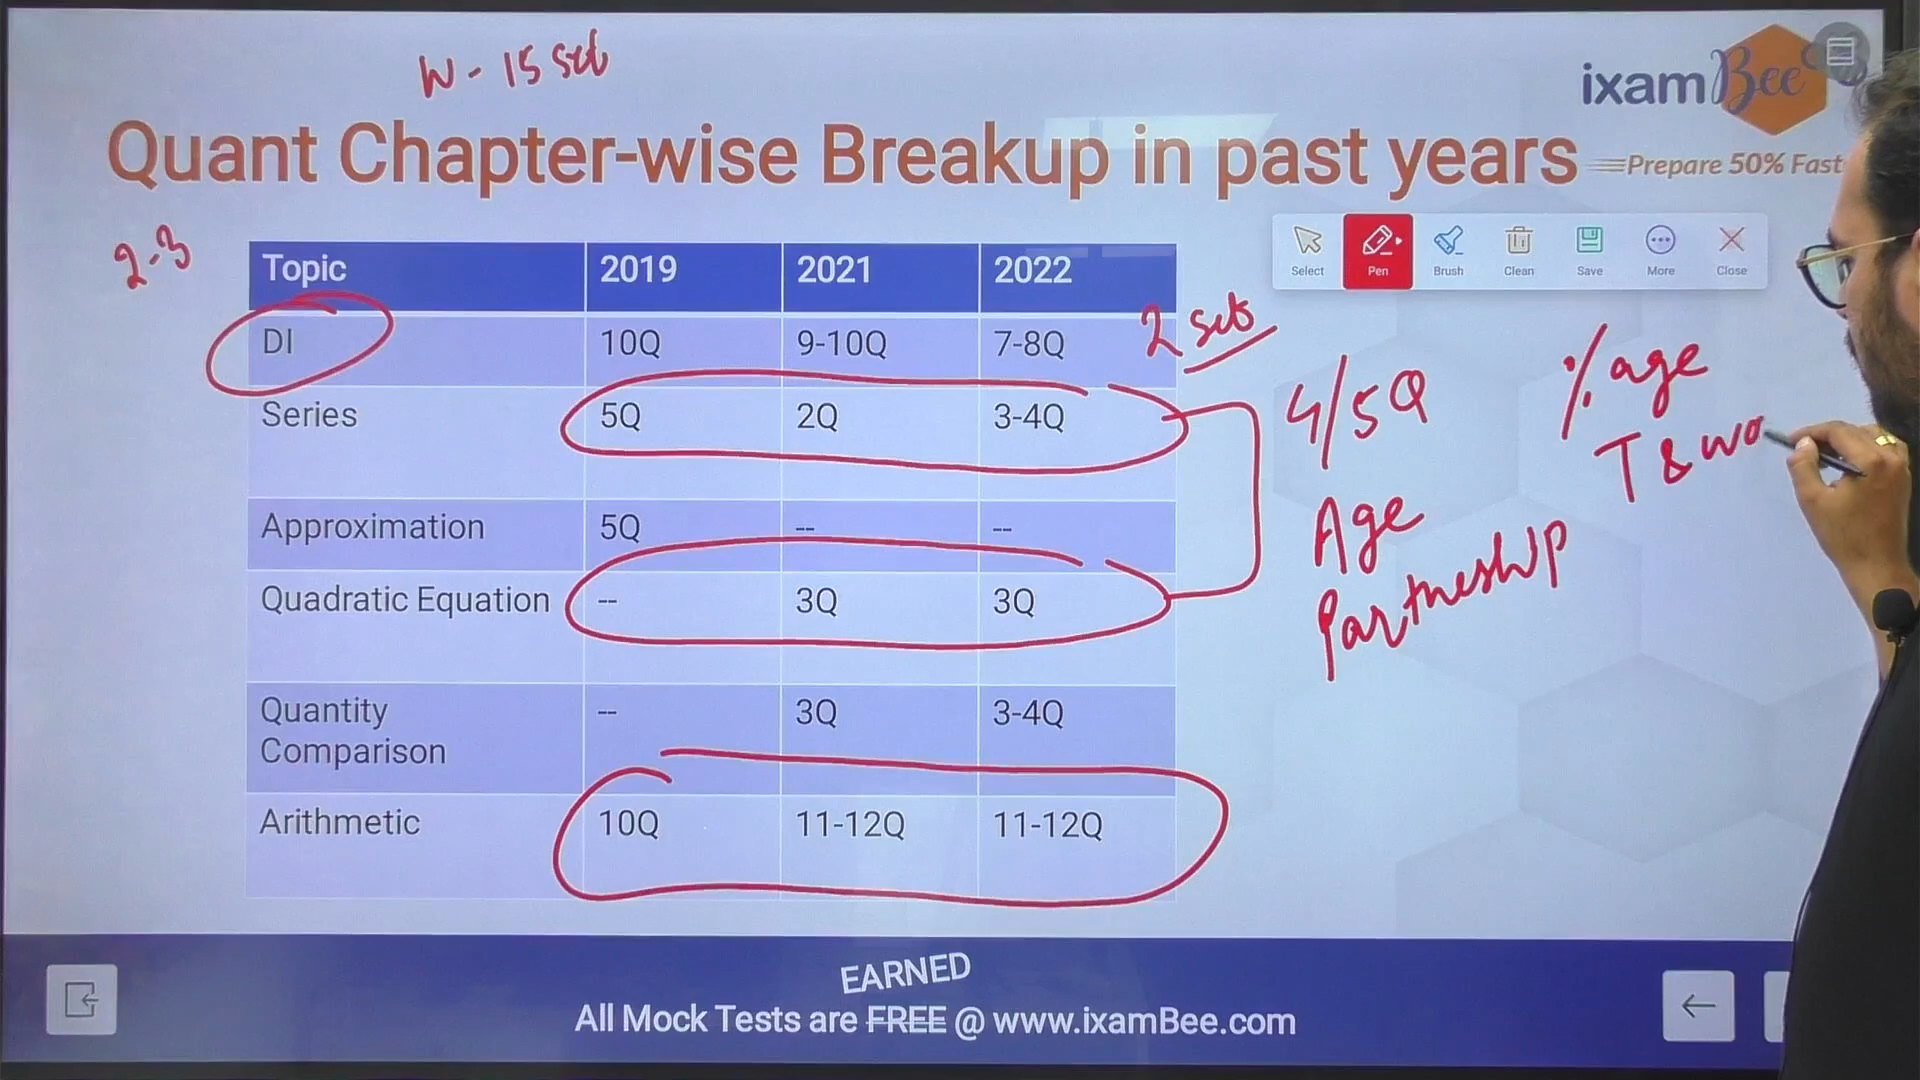 W - 15 set
ixamBee
Quant Chapter-wise Breakup in past years
Prepare 50% Fast
2-3
Topic 2019 2021 2022
Select Pen Brush Clean Save More Close
DI 10Q 9-10Q 7-8Q
2 sets
Series 5Q 2Q 3-4Q
4/5Q
%age
T & wo
Approximation 5Q -- --
Age
Quadratic Equation -- 3Q 3Q
Partnership
Quantity Comparison -- 3Q 3-4Q
Arithmetic 10Q 11-12Q 11-12Q
EARNED
All Mock Tests are FREE @ www.ixamBee.com